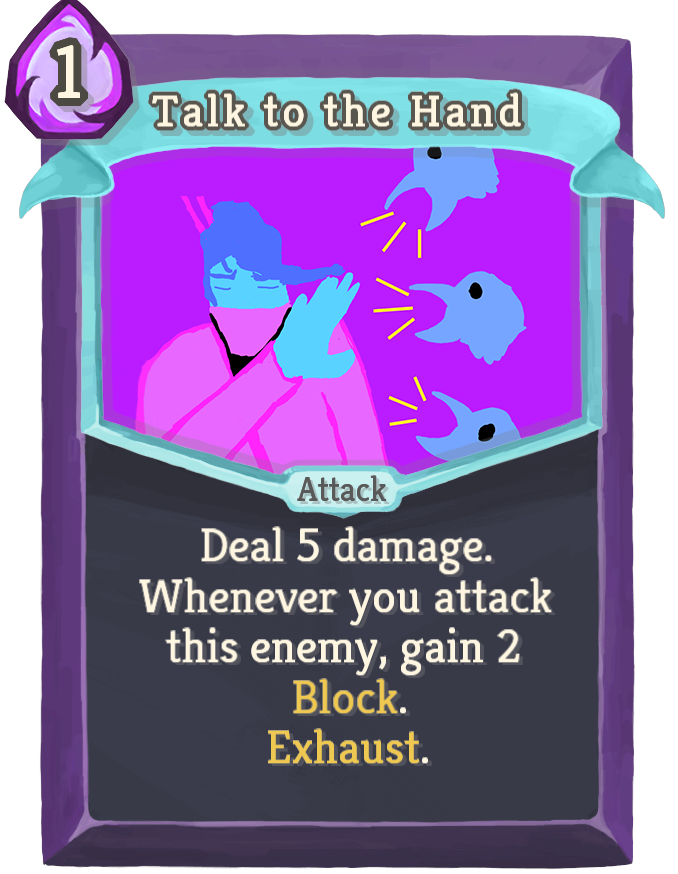 1
Talk to the Hand
Attack
Deal 5 damage.
Whenever you attack
this enemy, gain 2
Block.
Exhaust.